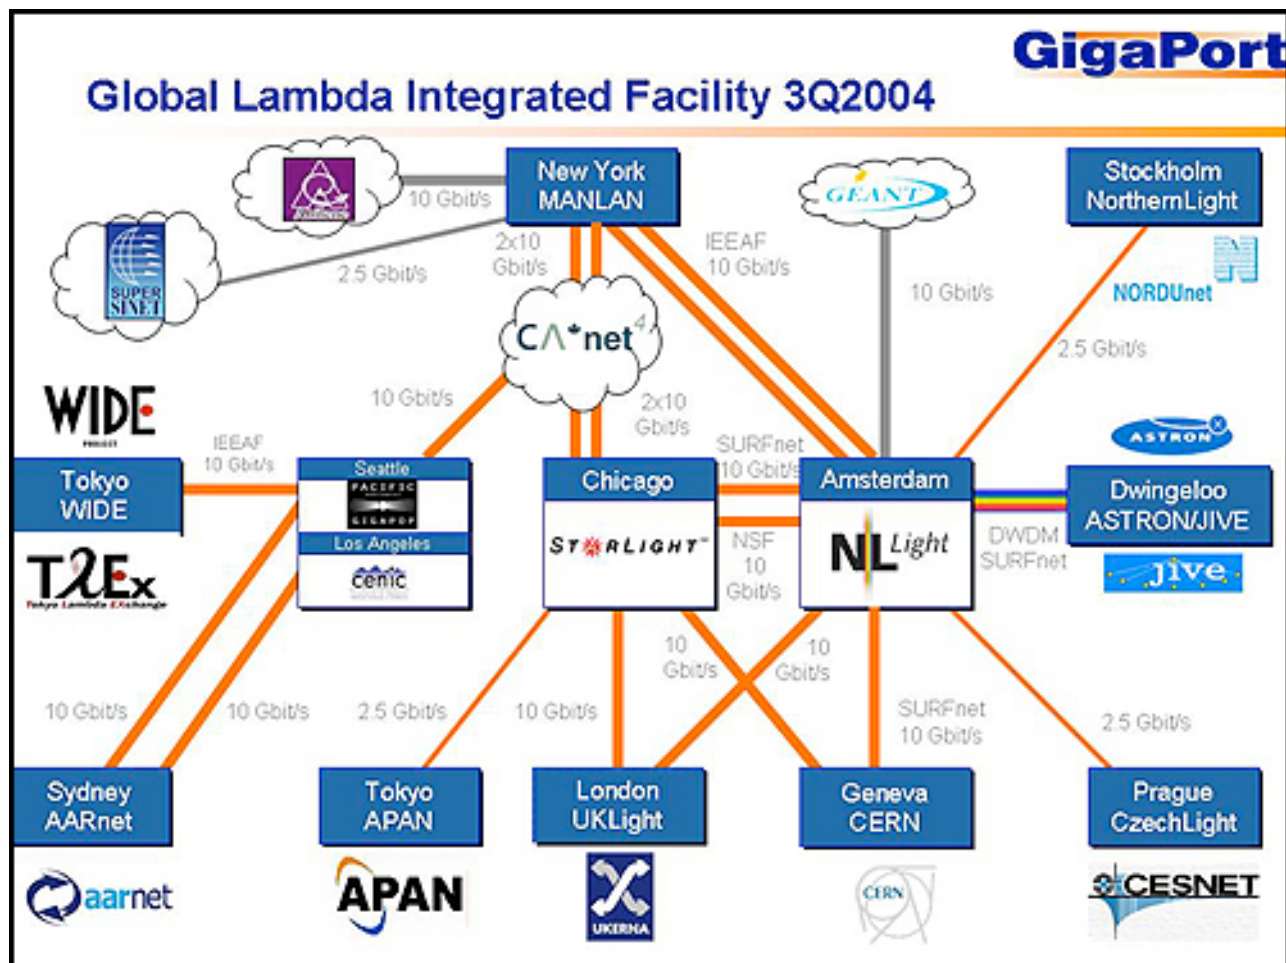 GigaPort
Global Lambda Integrated Facility 3Q2004
New York
MANLAN
GEANT
Stockholm
NorthernLight
10 Gbit/s
SUPER
SINET
2.5 Gbit/s
2x10
Gbit/s
IEEAF
10 Gbit/s
10 Gbit/s
NORDUnet
CA*net4
2.5 Gbit/s
WIDE
PROJECT
10 Gbit/s
2x10
Gbit/s
ASTRON
IEEAF
10 Gbit/s
SURFnet
10 Gbit/s
Tokyo
WIDE
Seattle
PACIFIC
GIGAPOP
Los Angeles
cenic
Chicago
STARLIGHT
Amsterdam
NLLight
Dwingeloo
ASTRON/JIVE
NSF
10
Gbit/s
DWDM
SURFnet
T2Ex
Tokyo Lambda EXchange
JIVE
10 Gbit/s
10 Gbit/s
2.5 Gbit/s
10 Gbit/s
10
Gbit/s
10
Gbit/s
SURFnet
10 Gbit/s
2.5 Gbit/s
Sydney
AARnet
Tokyo
APAN
London
UKLight
Geneva
CERN
Prague
CzechLight
aarnet
APAN
UKERNA
CERN
CESNET